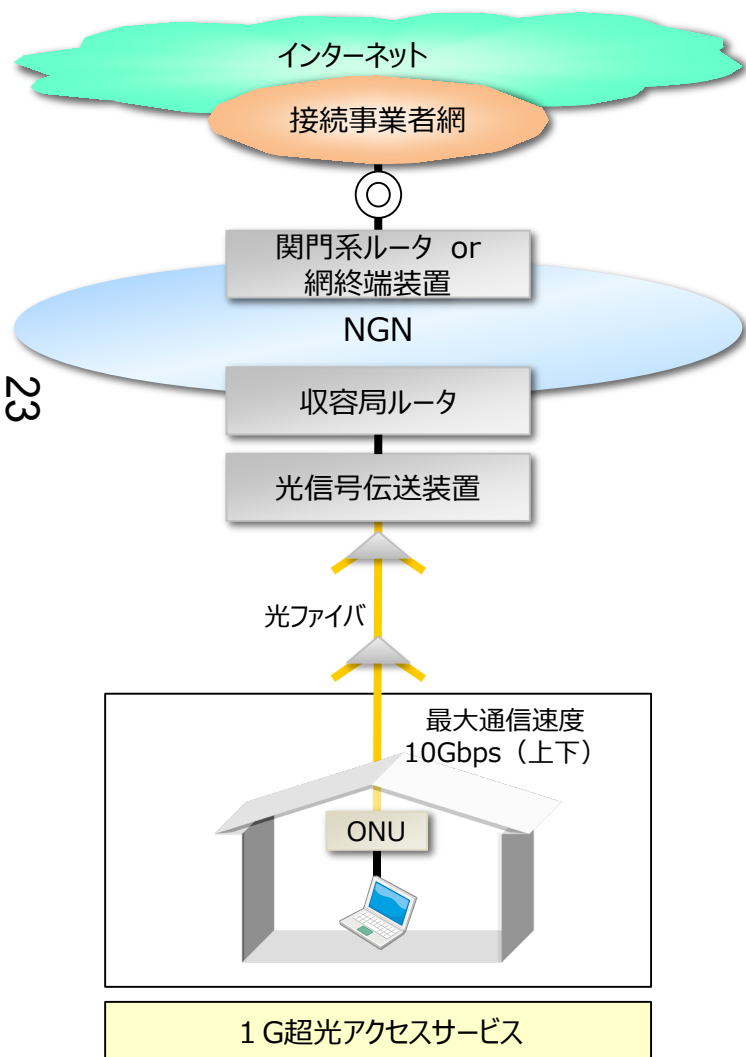 インターネット
接続事業者網
関門系ルータ or
網終端装置
NGN
23
収容局ルータ
光信号伝送装置
光ファイバ
最大通信速度
10Gbps（上下）
ONU
１G超光アクセスサービス